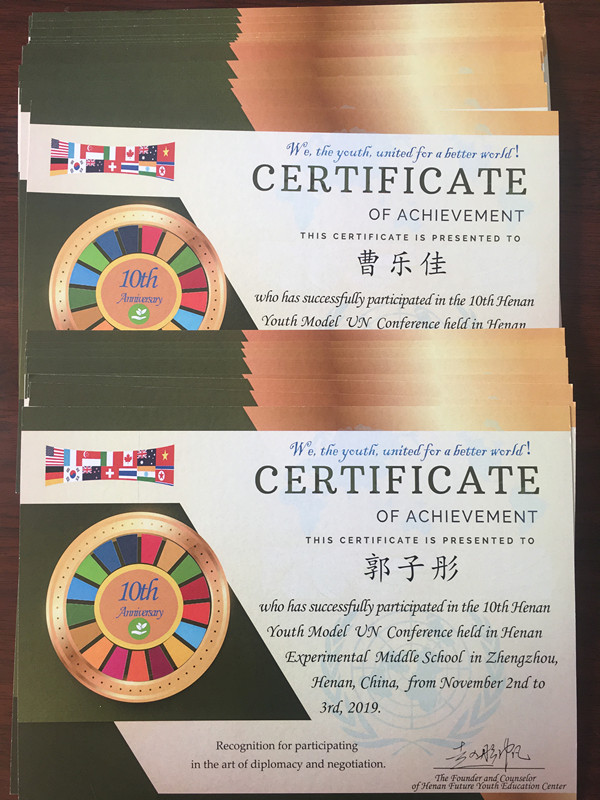 We, the youth, united for a better world!
CERTIFICATE
OF ACHIEVEMENT
THIS CERTIFICATE IS PRESENTED TO
曹乐佳
10th
Anniversary
who has successfully participated in the 10th Henan
Youth Model UN Conference held in Henan
We, the youth, united for a better world!
CERTIFICATE
OF ACHIEVEMENT
THIS CERTIFICATE IS PRESENTED TO
郭子彤
10th
Anniversary
who has successfully participated in the 10th Henan
Youth Model UN Conference held in Henan
Experimental Middle School in Zhengzhou,
Henan, China, from November 2nd to
3rd, 2019.
Recognition for participating
in the art of diplomacy and negotiation.
The Founder and Counselor
of Henan Future Youth Education Center